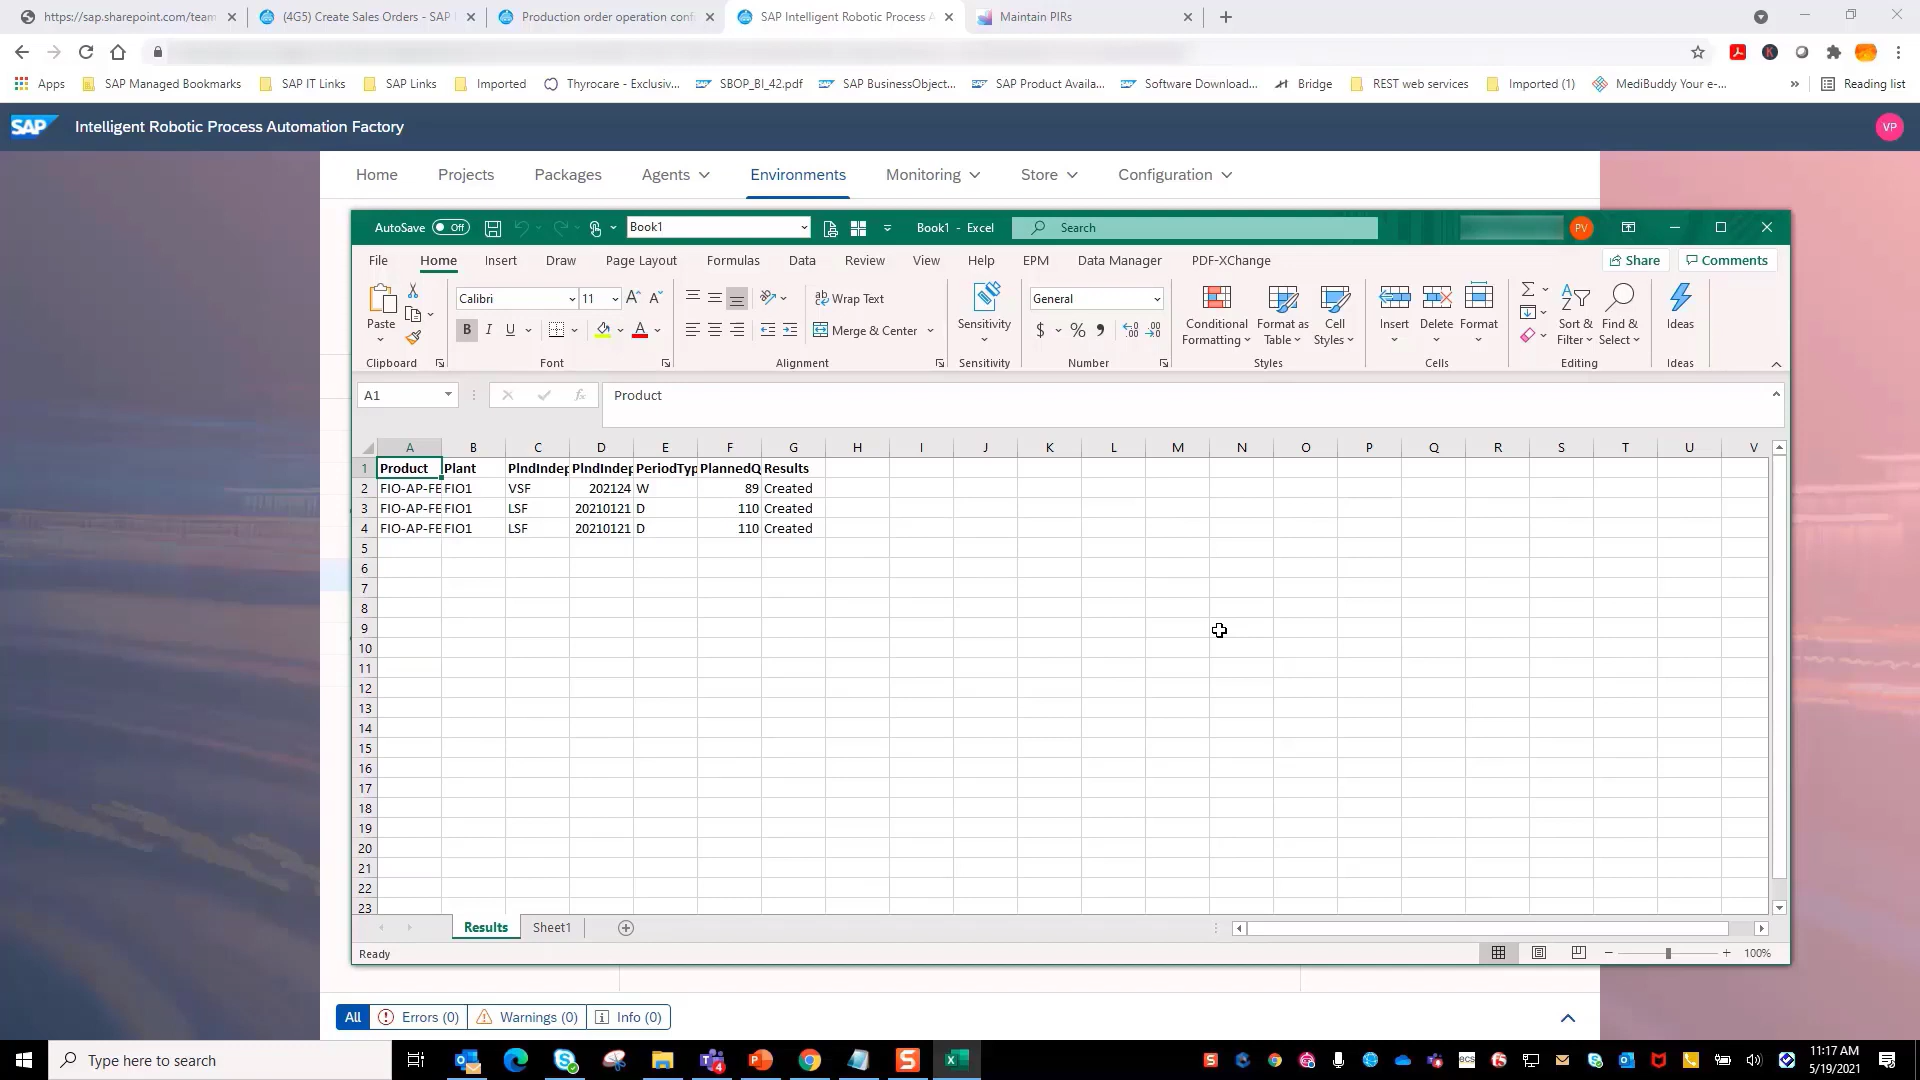 https://sap.sharepoint.com/team
(4G5) Create Sales Orders - SAP
Production order operation conf
SAP Intelligent Robotic Process A
Maintain PIRs
Apps
SAP Managed Bookmarks
SAP IT Links
SAP Links
Imported
Thyrocare - Exclusiv...
SBOP_BI_42.pdf
SAP BusinessObject...
SAP Product Availa...
Software Download...
Bridge
REST web services
Imported (1)
MediBuddy Your e-...
»
Reading list
SAP Intelligent Robotic Process Automation Factory
VP
Home Projects Packages Agents Environments Monitoring Store Configuration
AutoSave Off Book1 Book1 - Excel Search PV
File Home Insert Draw Page Layout Formulas Data Review View Help EPM Data Manager PDF-XChange Share Comments
Paste
Calibri 11
B I U
Wrap Text
Merge & Center
Sensitivity
General
$ %
Conditional Formatting
Format as Table
Cell Styles
Insert Delete Format
Sort & Filter
Find & Select
Ideas
Clipboard Font Alignment Sensitivity Number Styles Cells Editing Ideas
A1 fx Product
A B C D E F G H I J K L M N O P Q R S T U V
1 Product Plant PlndIndep PlndIndep PeriodTyp PlannedQ Results
2 FIO-AP-FE FIO1 VSF 202124 W 89 Created
3 FIO-AP-FE FIO1 LSF 20210121 D 110 Created
4 FIO-AP-FE FIO1 LSF 20210121 D 110 Created
5
6
7
8
9
10
11
12
13
14
15
16
17
18
19
20
21
22
23
Results Sheet1
Ready 100%
All Errors (0) Warnings (0) Info (0)
Type here to search
11:17 AM
5/19/2021